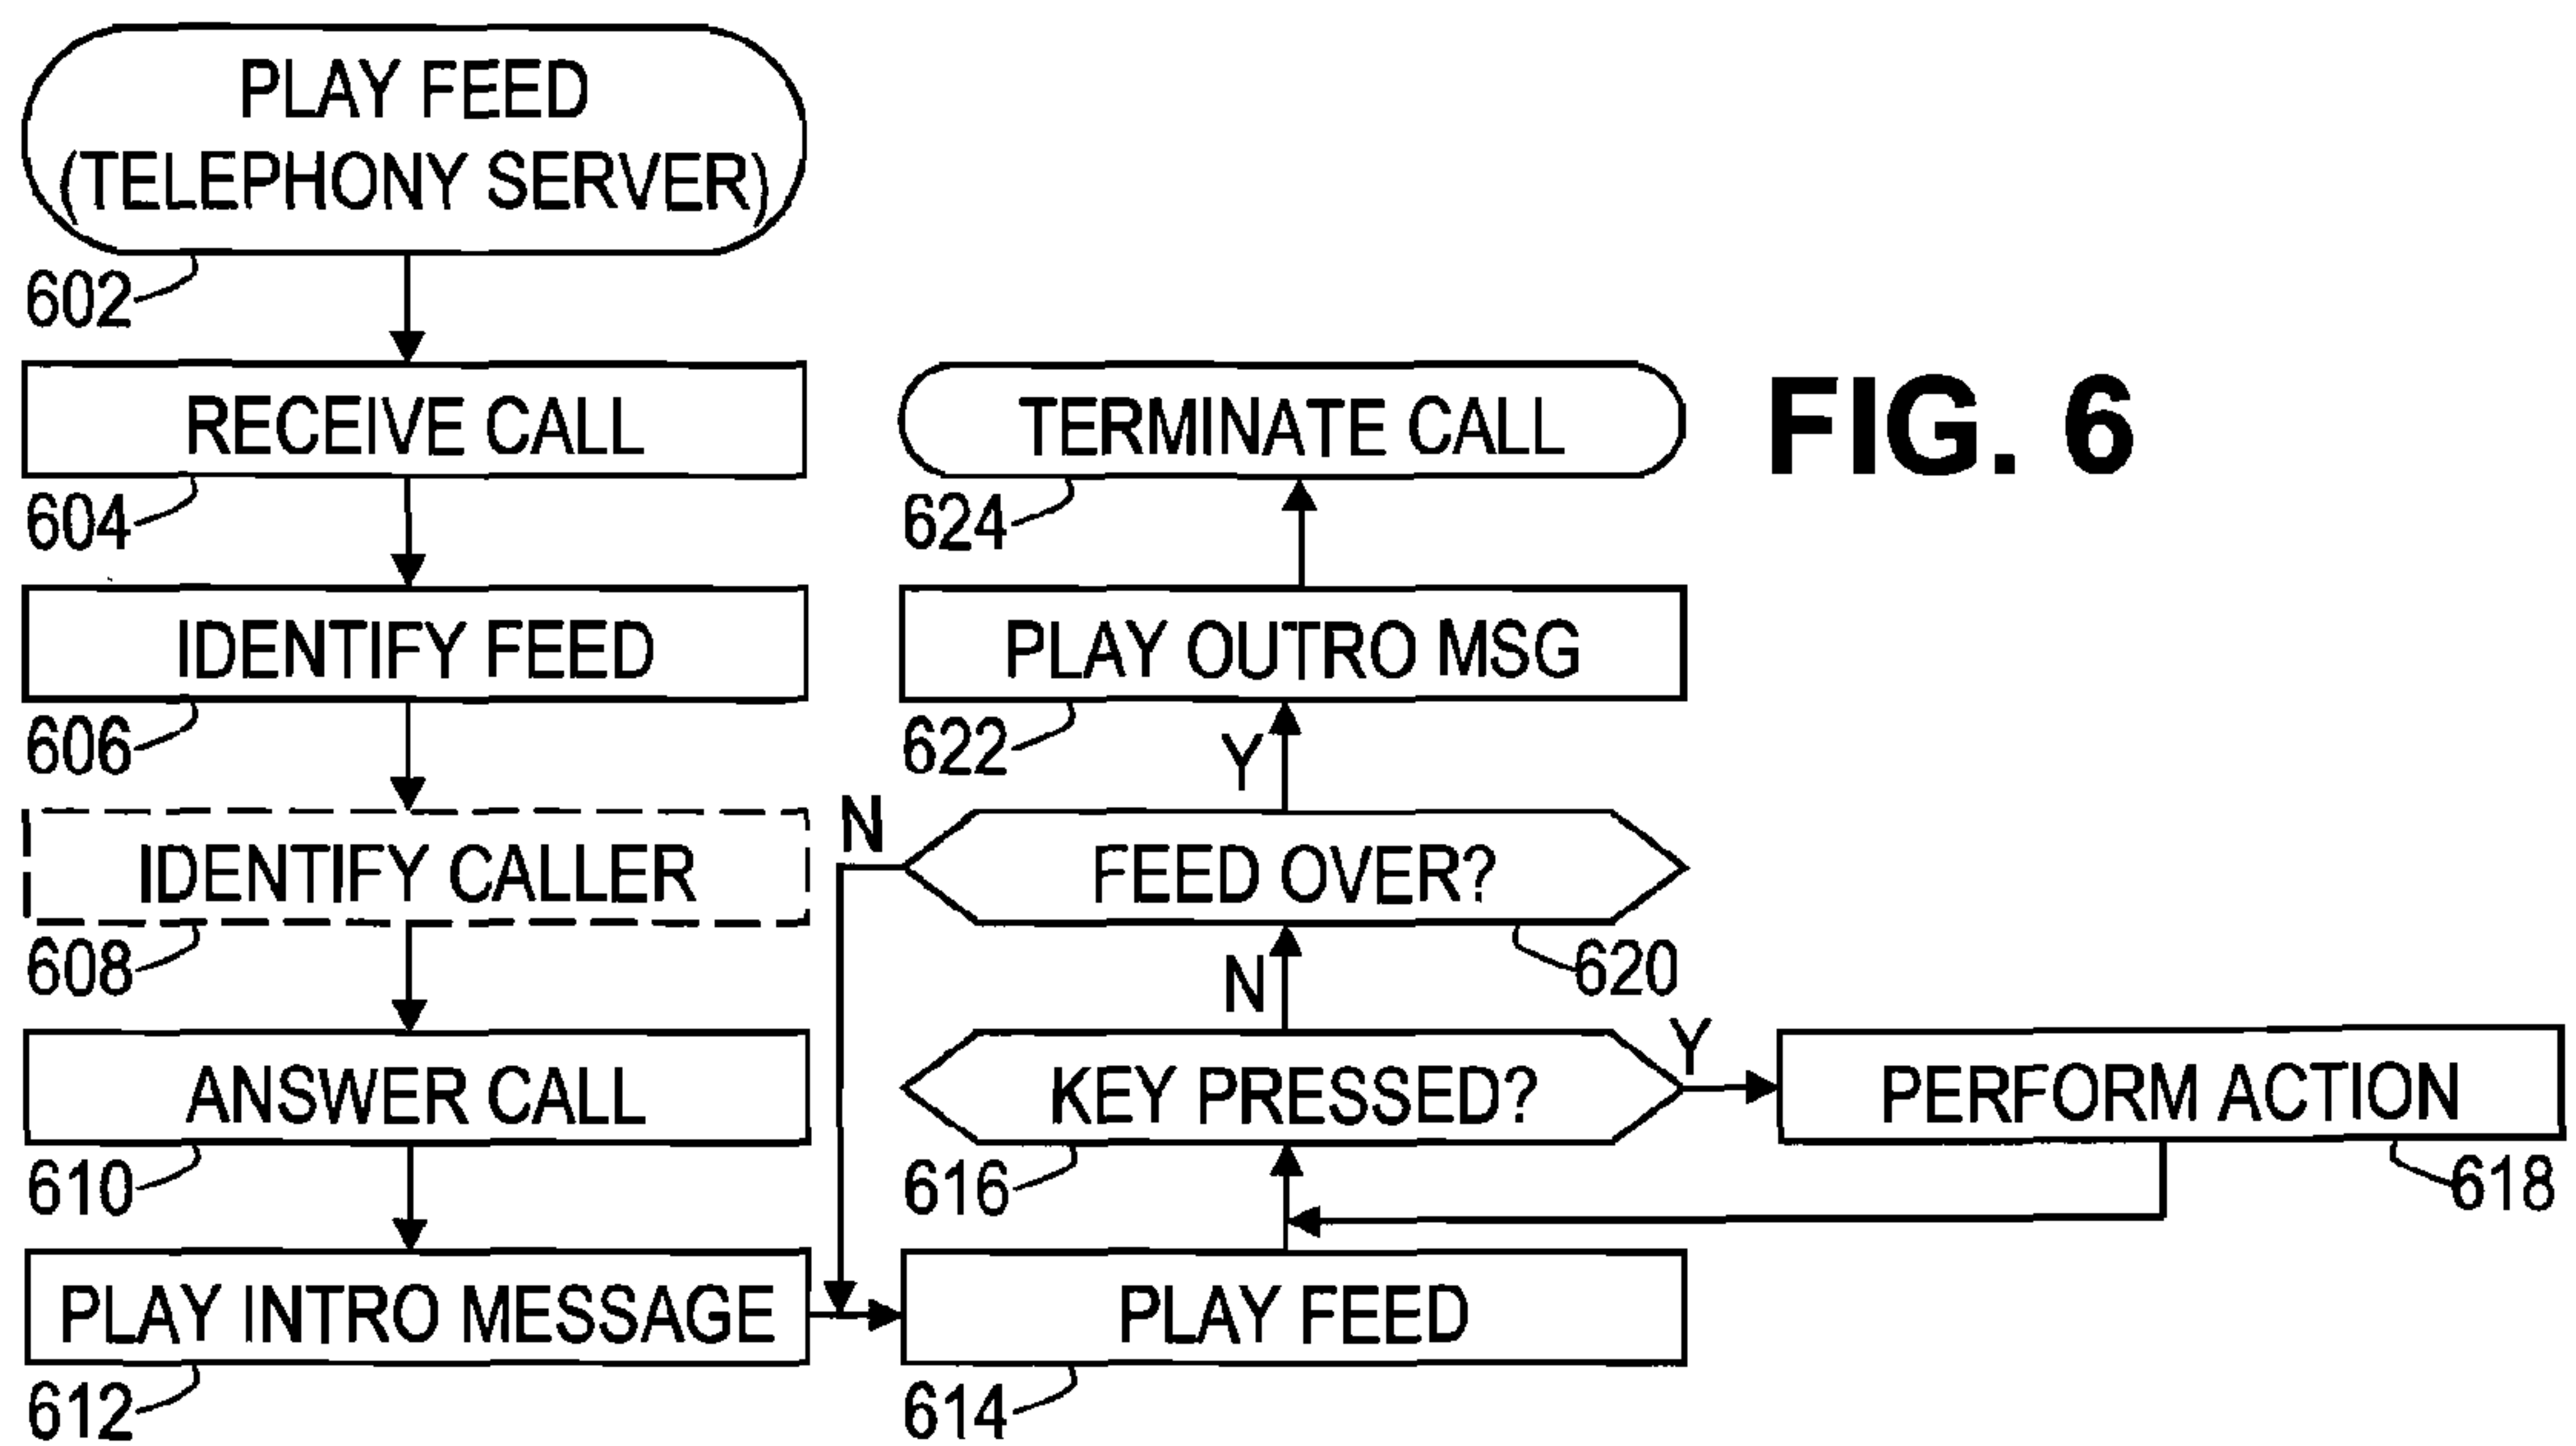 PLAY FEED
(TELEPHONY SERVER)
602
RECEIVE CALL
604
IDENTIFY FEED
606
IDENTIFY CALLER
608
ANSWER CALL
610
PLAY INTRO MESSAGE
612
TERMINATE CALL
624
PLAY OUTRO MSG
622
Y
N
FEED OVER?
620
N
KEY PRESSED?
616
Y
PERFORM ACTION
618
PLAY FEED
614
FIG. 6